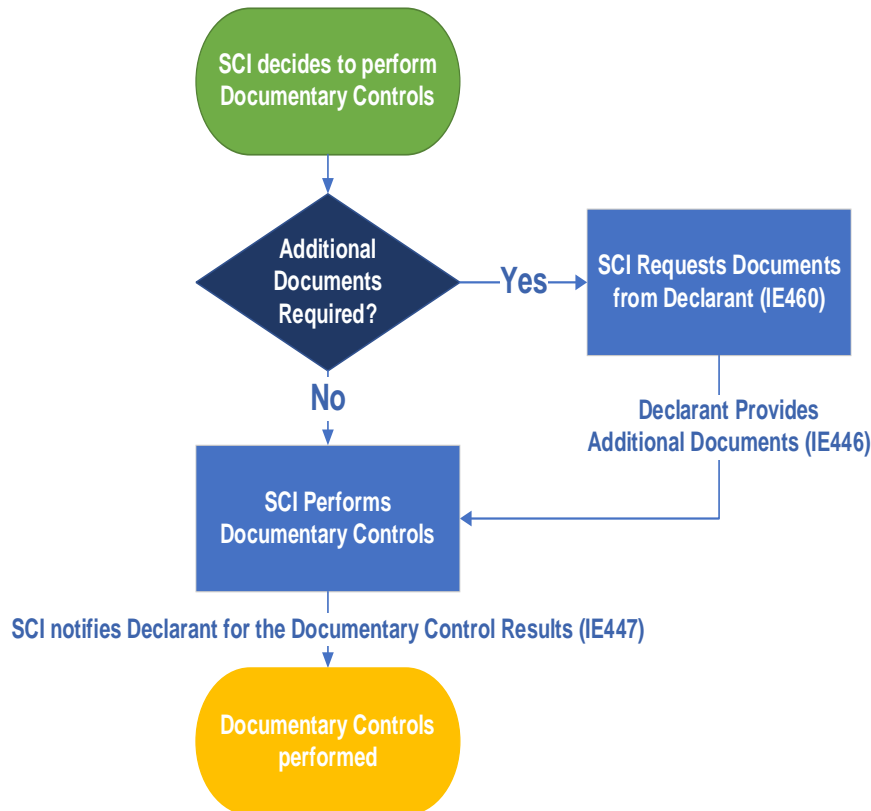 SCI decides to perform
Documentary Controls
Additional
Documents
Required?
Yes
SCI Requests Documents
from Declarant (IE460)
No
Declarant Provides
Additional Documents (IE446)
SCI Performs
Documentary Controls
SCI notifies Declarant for the Documentary Control Results (IE447)
Documentary Controls
performed